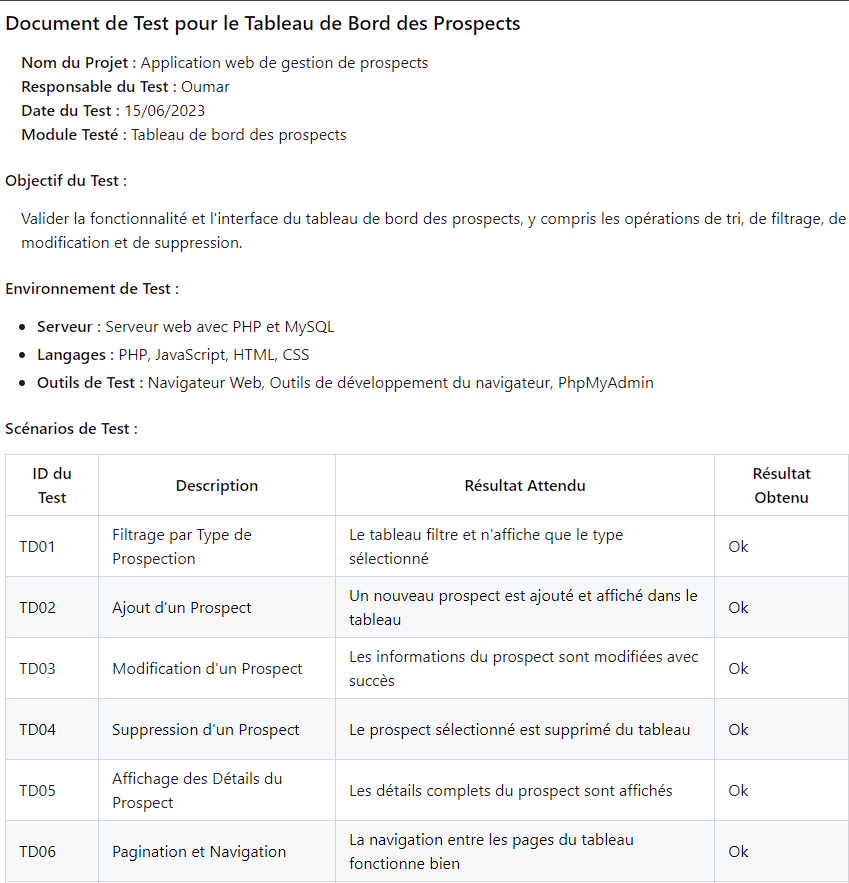 Document de Test pour le Tableau de Bord des Prospects
Nom du Projet : Application web de gestion de prospects
Responsable du Test : Oumar
Date du Test : 15/06/2023
Module Testé : Tableau de bord des prospects
Objectif du Test :
Valider la fonctionnalité et l'interface du tableau de bord des prospects, y compris les opérations de tri, de filtrage, de
modification et de suppression.
Environnement de Test :
Serveur : Serveur web avec PHP et MySQL
Langages : PHP, JavaScript, HTML, CSS
Outils de Test : Navigateur Web, Outils de développement du navigateur, PhpMyAdmin
Scénarios de Test :
ID du
Test
Description
Résultat Attendu
Résultat
Obtenu
TD01
Filtrage par Type de
Prospection
Le tableau filtre et n'affiche que le type
sélectionné
Ok
TD02
Ajout d'un Prospect
Un nouveau prospect est ajouté et affiché dans le
tableau
Ok
TD03
Modification d'un Prospect
Les informations du prospect sont modifiées avec
succès
Ok
TD04
Suppression d'un Prospect
Le prospect sélectionné est supprimé du tableau
Ok
TD05
Affichage des Détails du
Prospect
Les détails complets du prospect sont affichés
Ok
TD06
Pagination et Navigation
La navigation entre les pages du tableau
fonctionne bien
Ok